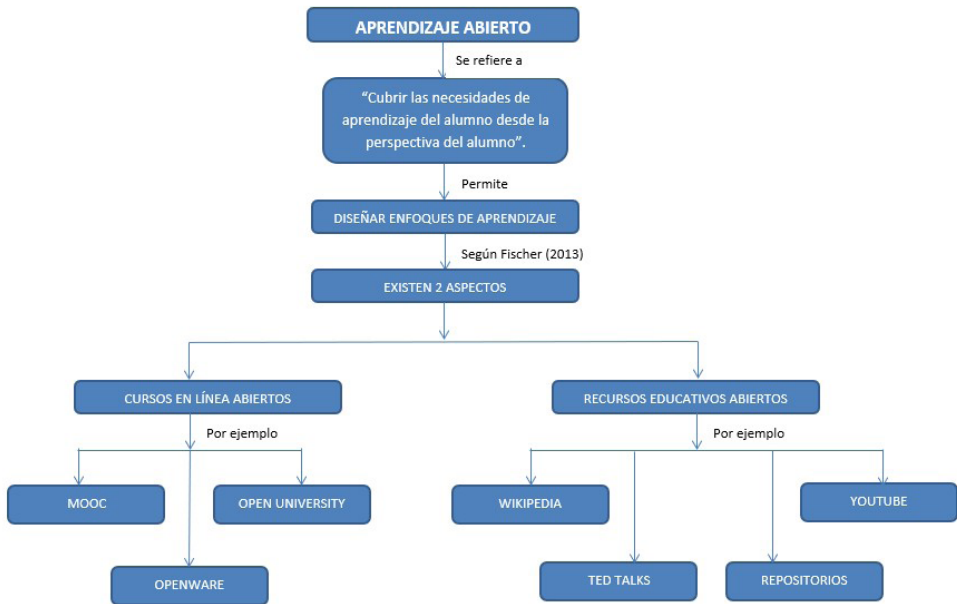 APRENDIZAJE ABIERTO
Se refiere a
“Cubrir las necesidades de
aprendizaje del alumno desde la
perspectiva del alumno”.
Permite
DISEÑAR ENFOQUES DE APRENDIZAJE
Según Fischer (2013)
EXISTEN 2 ASPECTOS
CURSOS EN LÍNEA ABIERTOS
RECURSOS EDUCATIVOS ABIERTOS
Por ejemplo
Por ejemplo
MOOC
OPEN UNIVERSITY
WIKIPEDIA
YOUTUBE
OPENWARE
TED TALKS
REPOSITORIOS